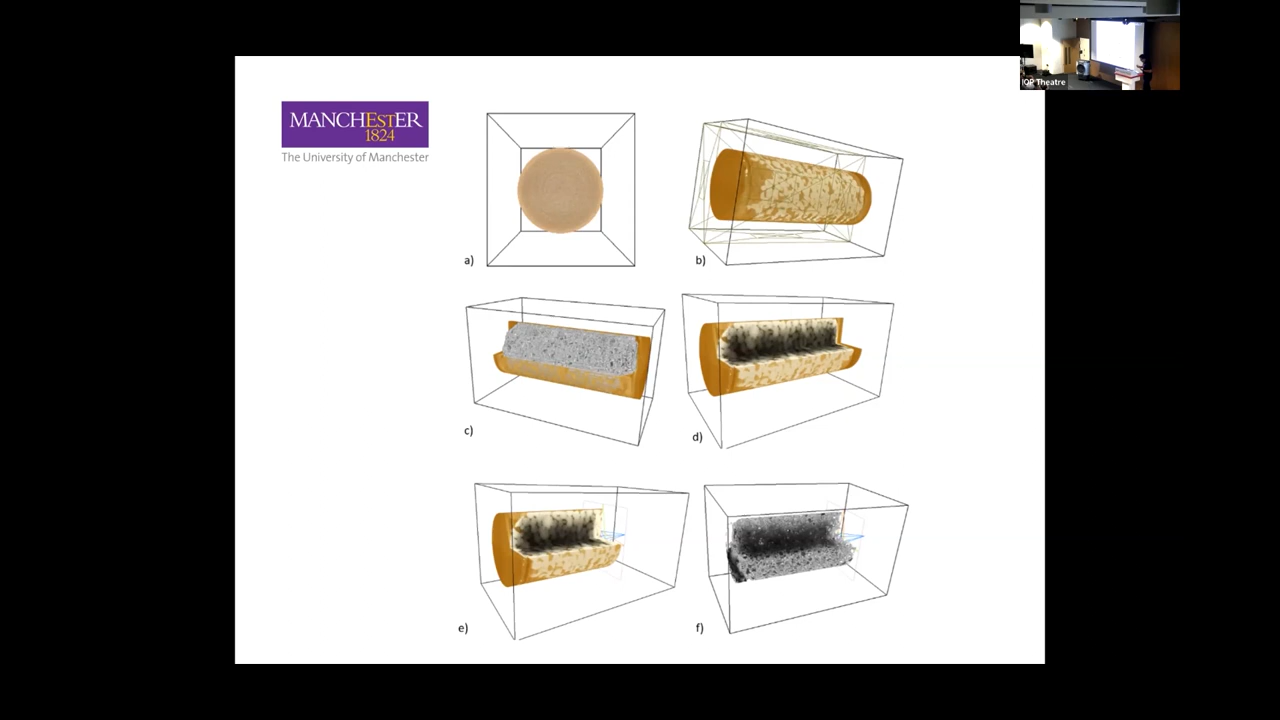 IOP Theatre
MANCHESTER
1824
The University of Manchester
a)
b)
c)
d)
e)
f)